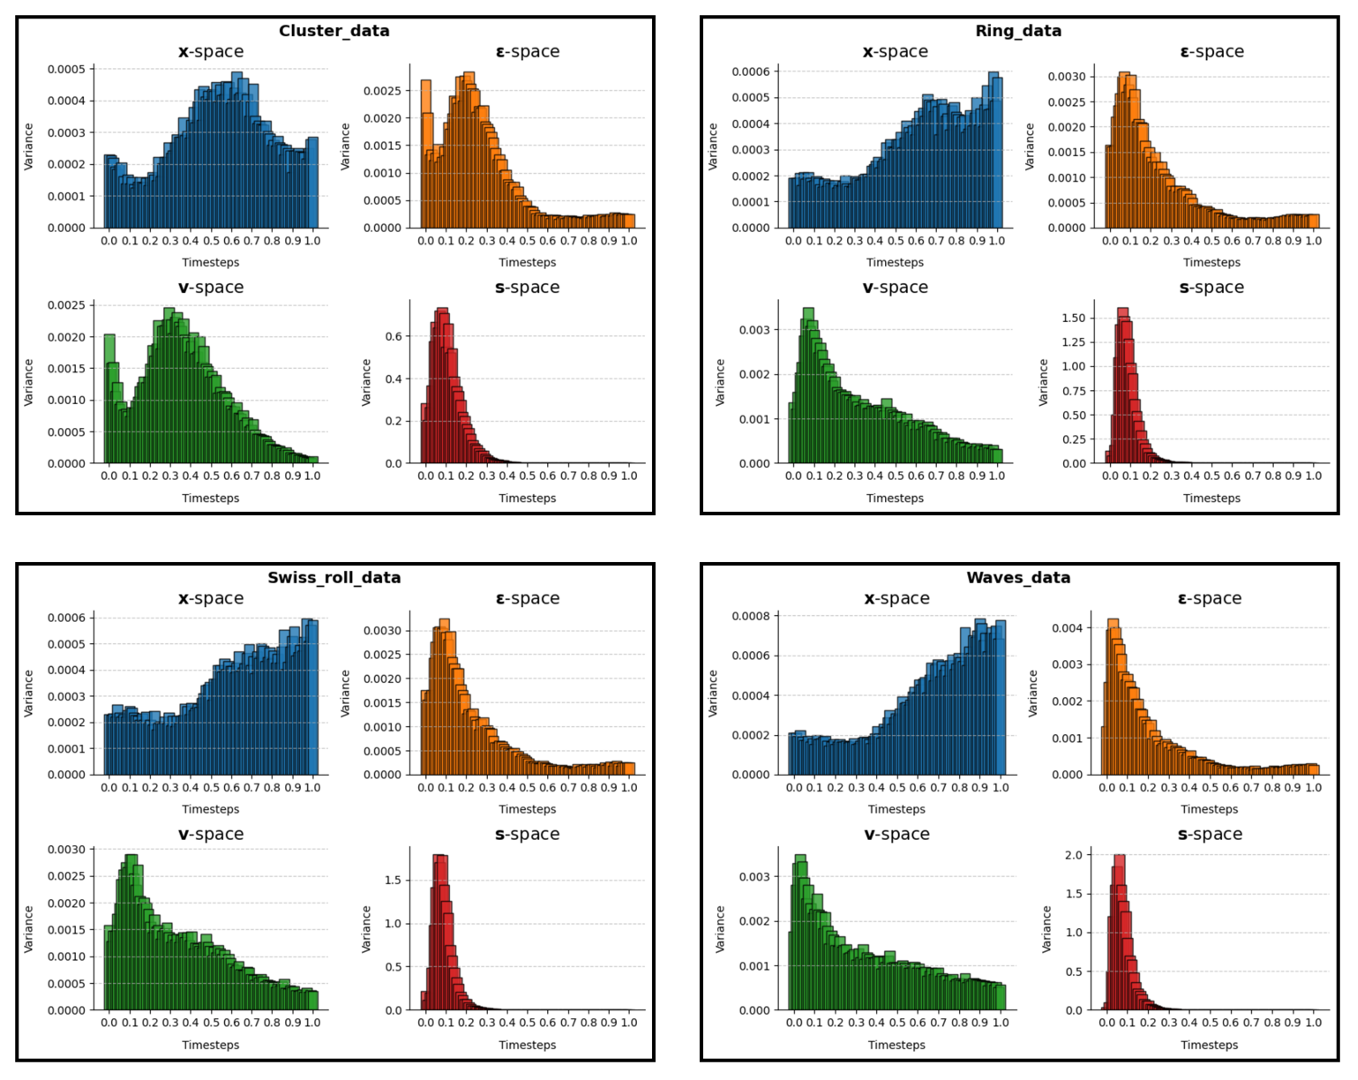 Cluster_data
x-space
Variance
0.0005
0.0004
0.0003
0.0002
0.0001
0.0000
0.0 0.1 0.2 0.3 0.4 0.5 0.6 0.7 0.8 0.9 1.0
Timesteps
ε-space
Variance
0.0025
0.0020
0.0015
0.0010
0.0005
0.0000
0.0 0.1 0.2 0.3 0.4 0.5 0.6 0.7 0.8 0.9 1.0
Timesteps
v-space
Variance
0.0025
0.0020
0.0015
0.0010
0.0005
0.0000
0.0 0.1 0.2 0.3 0.4 0.5 0.6 0.7 0.8 0.9 1.0
Timesteps
s-space
Variance
0.6
0.4
0.2
0.0
0.0 0.1 0.2 0.3 0.4 0.5 0.6 0.7 0.8 0.9 1.0
Timesteps
Ring_data
x-space
Variance
0.0006
0.0005
0.0004
0.0003
0.0002
0.0001
0.0000
0.0 0.1 0.2 0.3 0.4 0.5 0.6 0.7 0.8 0.9 1.0
Timesteps
ε-space
Variance
0.0030
0.0025
0.0020
0.0015
0.0010
0.0005
0.0000
0.0 0.1 0.2 0.3 0.4 0.5 0.6 0.7 0.8 0.9 1.0
Timesteps
v-space
Variance
0.003
0.002
0.001
0.000
0.0 0.1 0.2 0.3 0.4 0.5 0.6 0.7 0.8 0.9 1.0
Timesteps
s-space
Variance
1.50
1.25
1.00
0.75
0.50
0.25
0.00
0.0 0.1 0.2 0.3 0.4 0.5 0.6 0.7 0.8 0.9 1.0
Timesteps
Swiss_roll_data
x-space
Variance
0.0006
0.0005
0.0004
0.0003
0.0002
0.0001
0.0000
0.0 0.1 0.2 0.3 0.4 0.5 0.6 0.7 0.8 0.9 1.0
Timesteps
ε-space
Variance
0.0030
0.0025
0.0020
0.0015
0.0010
0.0005
0.0000
0.0 0.1 0.2 0.3 0.4 0.5 0.6 0.7 0.8 0.9 1.0
Timesteps
v-space
Variance
0.0030
0.0025
0.0020
0.0015
0.0010
0.0005
0.0000
0.0 0.1 0.2 0.3 0.4 0.5 0.6 0.7 0.8 0.9 1.0
Timesteps
s-space
Variance
1.5
1.0
0.5
0.0
0.0 0.1 0.2 0.3 0.4 0.5 0.6 0.7 0.8 0.9 1.0
Timesteps
Waves_data
x-space
Variance
0.0008
0.0006
0.0004
0.0002
0.0000
0.0 0.1 0.2 0.3 0.4 0.5 0.6 0.7 0.8 0.9 1.0
Timesteps
ε-space
Variance
0.004
0.003
0.002
0.001
0.000
0.0 0.1 0.2 0.3 0.4 0.5 0.6 0.7 0.8 0.9 1.0
Timesteps
v-space
Variance
0.003
0.002
0.001
0.000
0.0 0.1 0.2 0.3 0.4 0.5 0.6 0.7 0.8 0.9 1.0
Timesteps
s-space
Variance
2.0
1.5
1.0
0.5
0.0
0.0 0.1 0.2 0.3 0.4 0.5 0.6 0.7 0.8 0.9 1.0
Timesteps